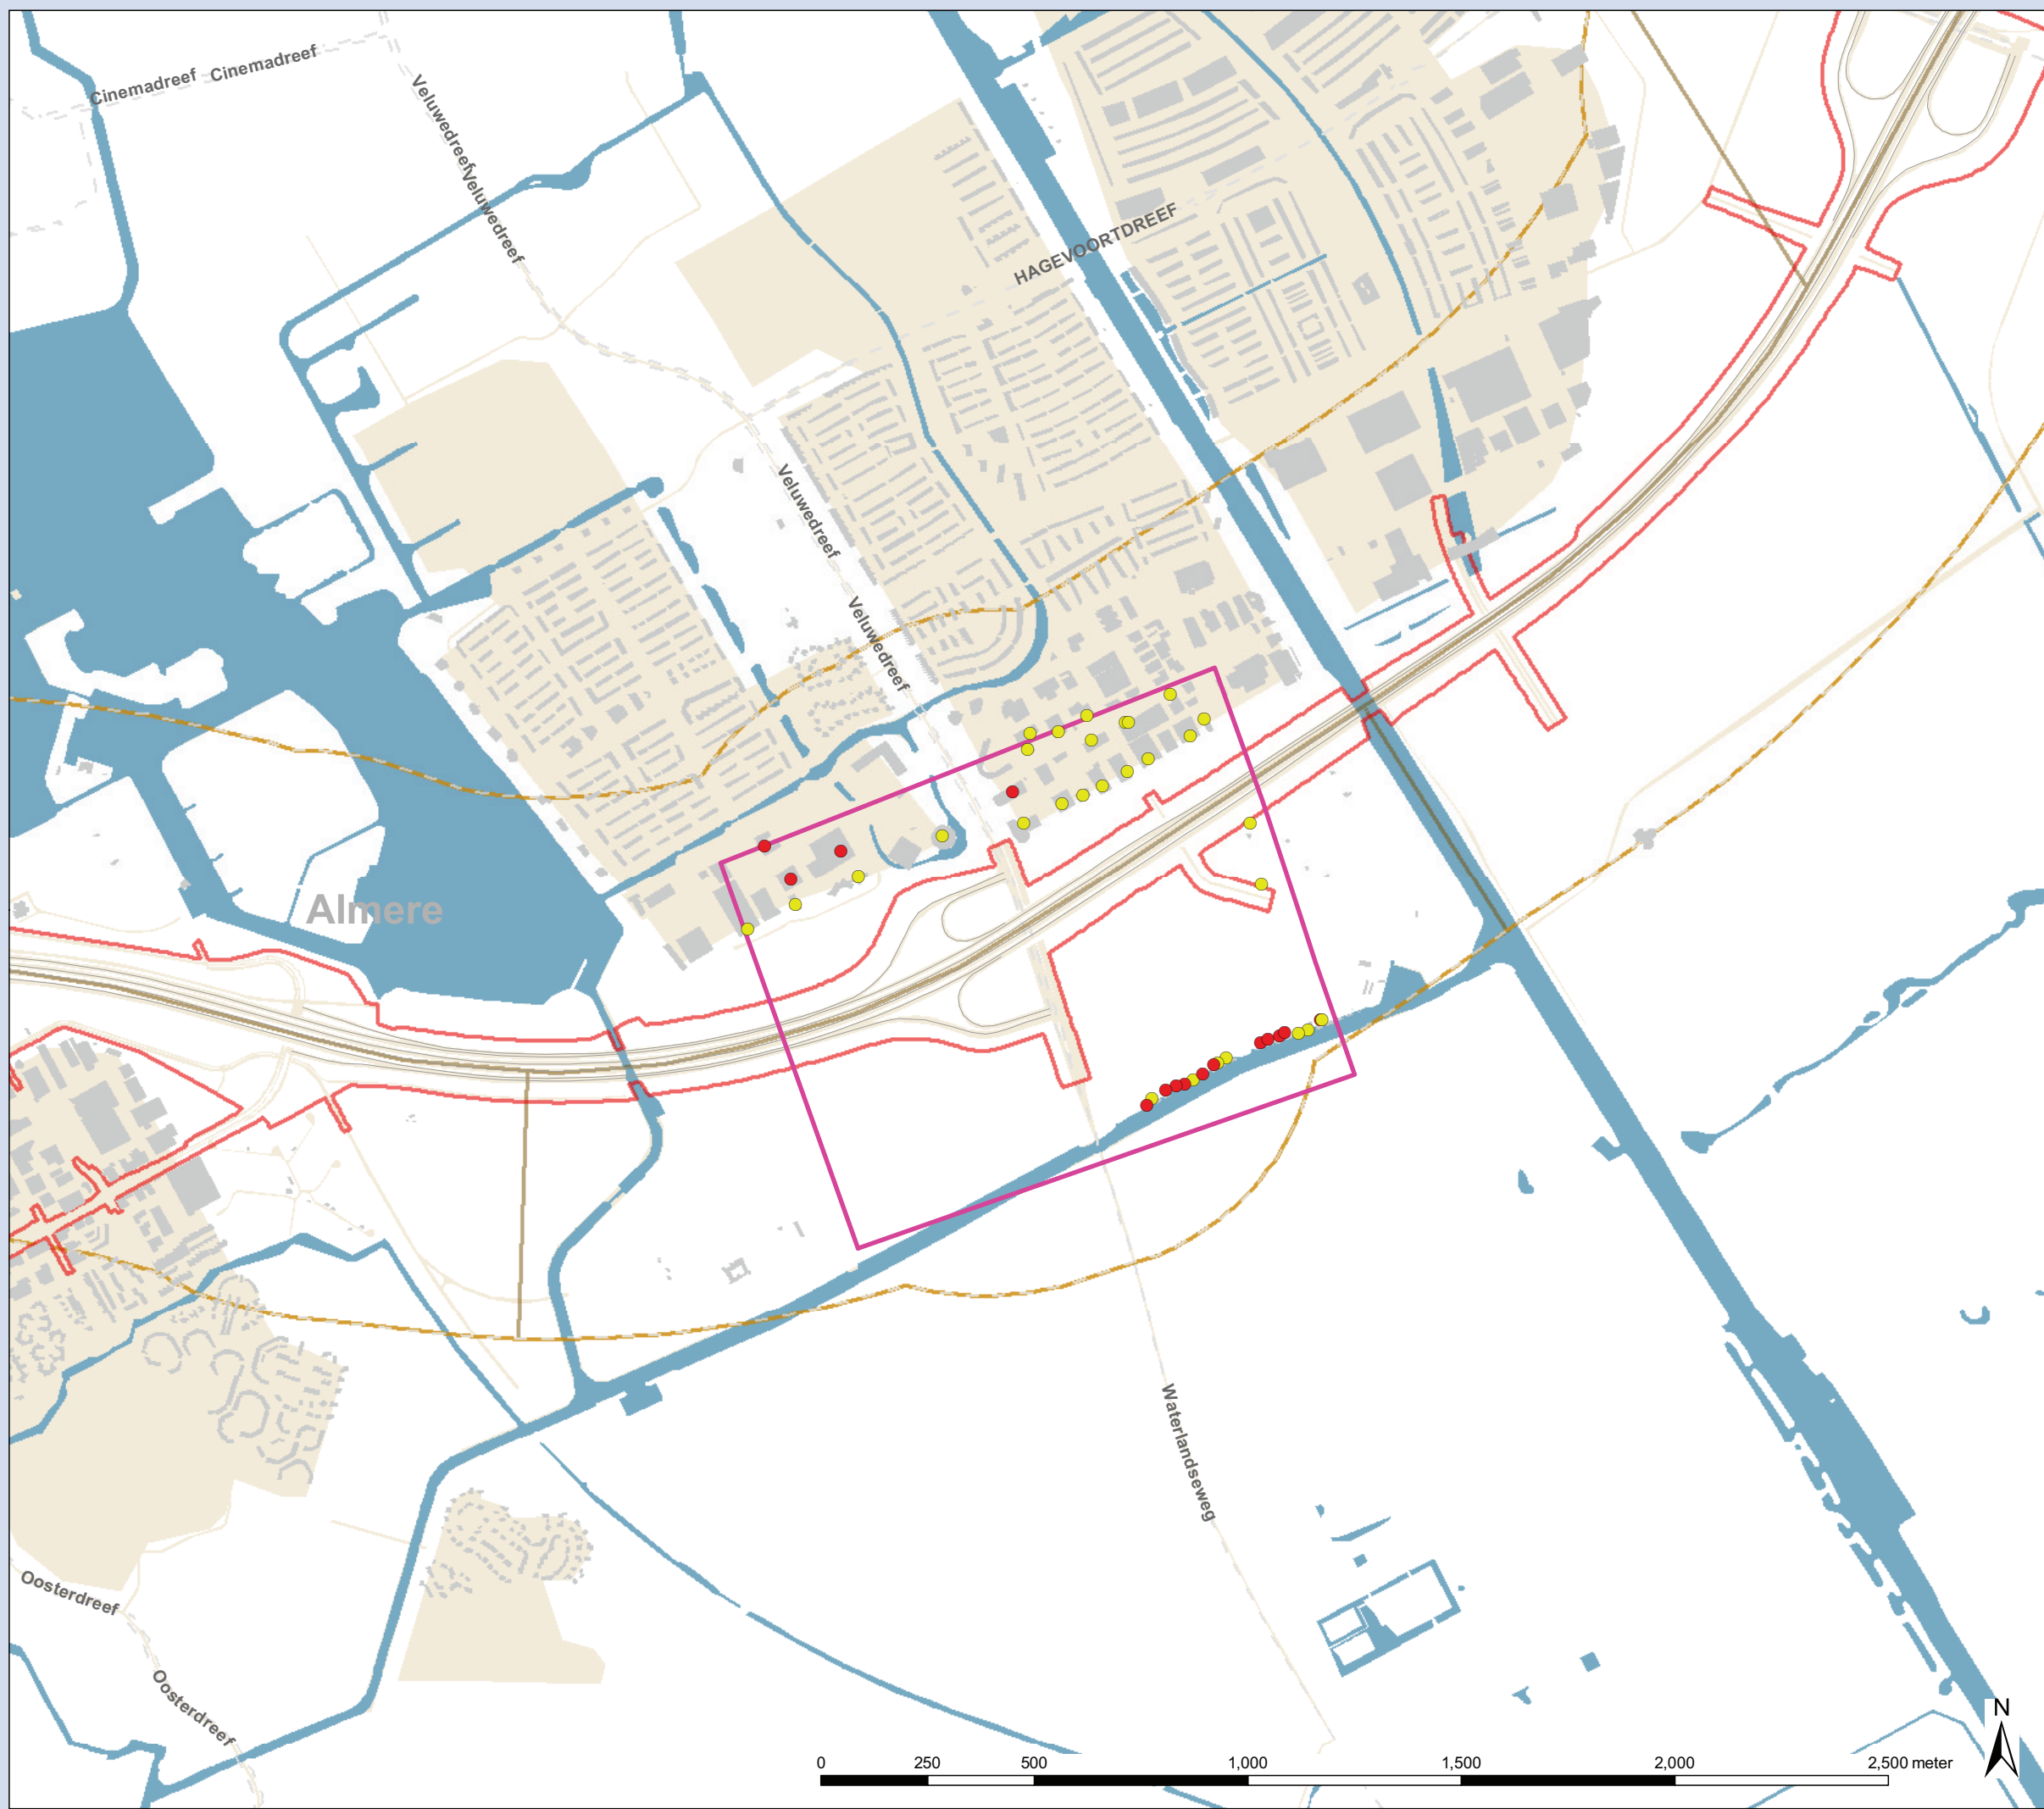 Cinemadreef
Cinemadreef
Veluwedreef
Veluwedreef
HAGEVOORTDREEF
Veluwedreef
Veluwedreef
Almere
Waterlandseweg
Oosterdreef
Oosterdreef
N
0 250 500 1,000 1,500 2,000 2,500 meter